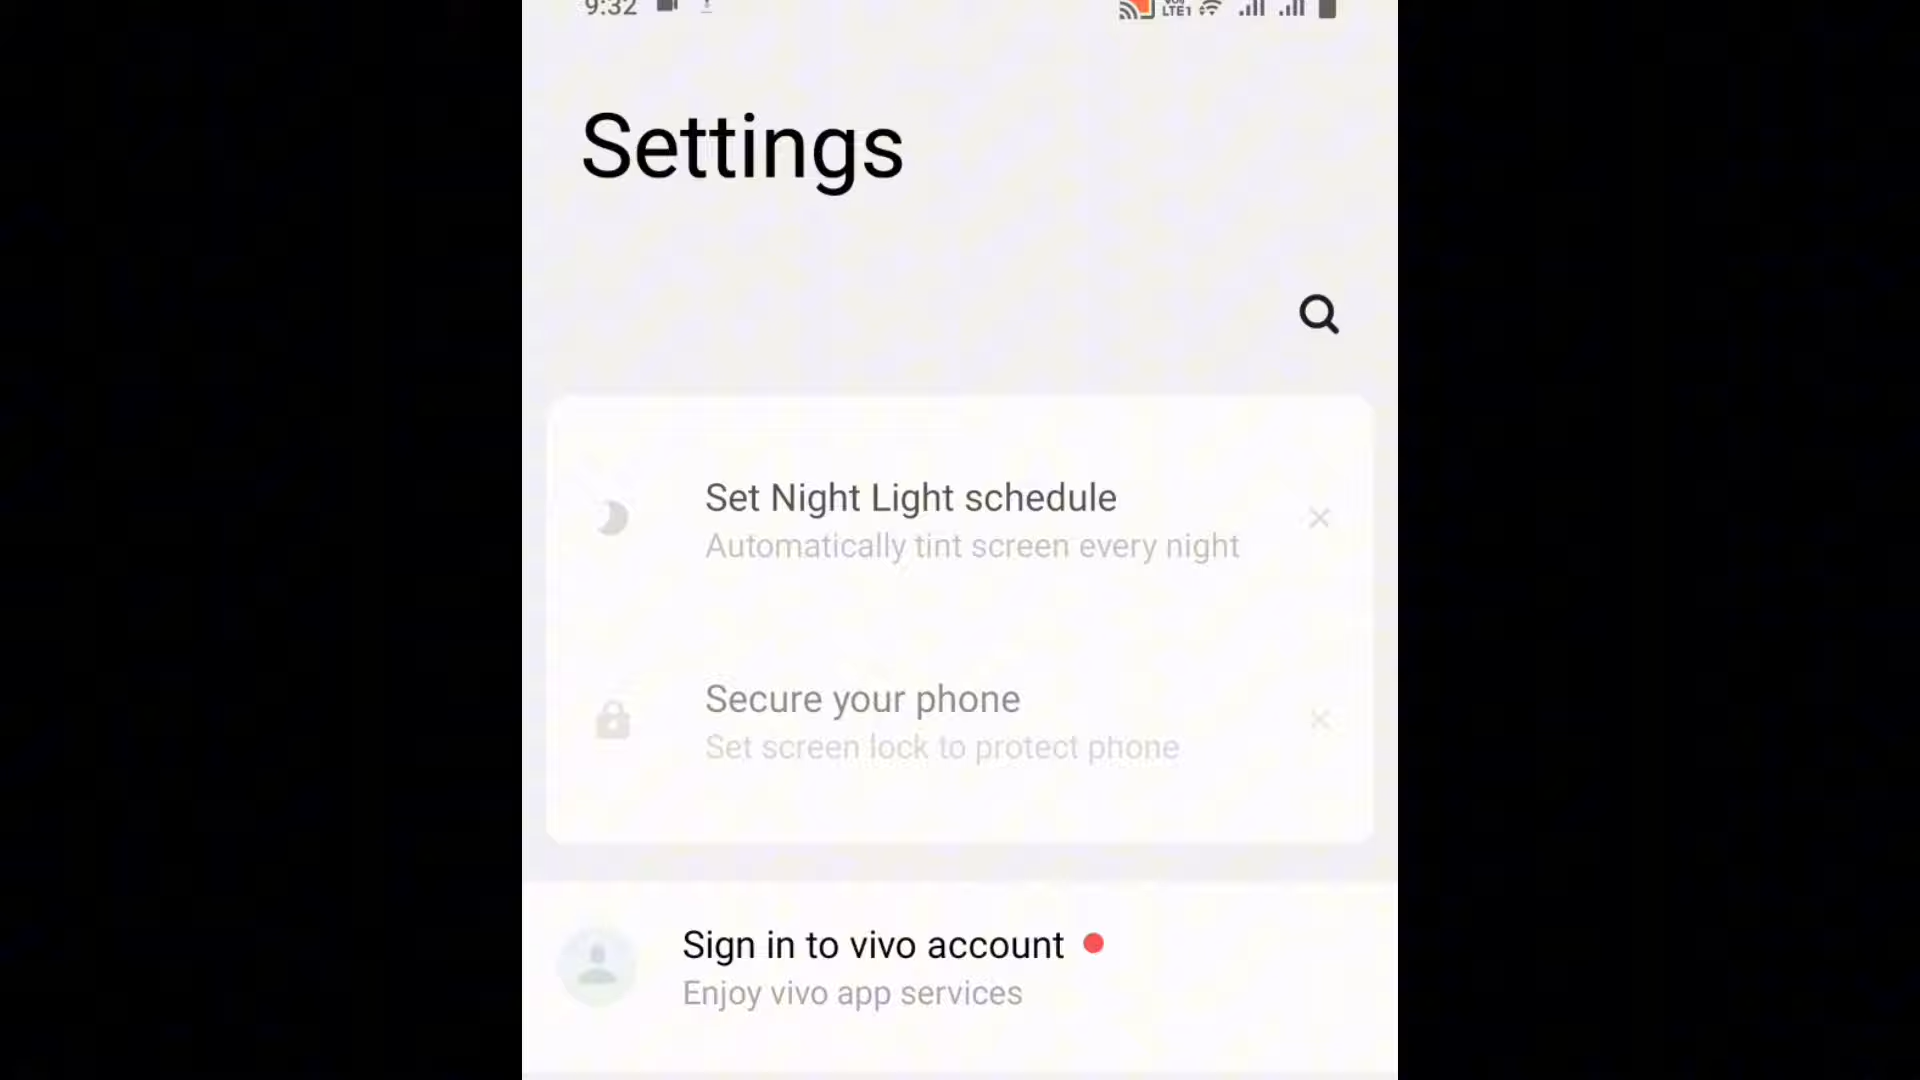 9:32
LTE1
Settings
Set Night Light schedule
Automatically tint screen every night
Secure your phone
Set screen lock to protect phone
Sign in to vivo account
Enjoy vivo app services